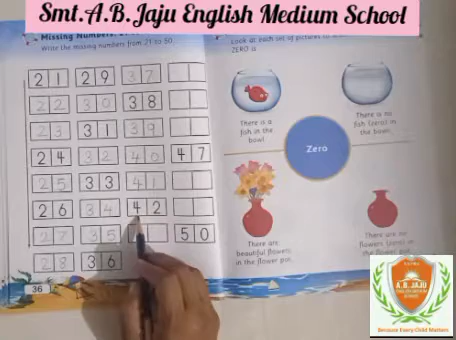 Smt.A.B.Jaju English Medium School
Missing Numbers
Write the missing numbers from 21 to 50.
Look at each set of pictures
ZERO is
21 29 37
22 30 38
23 31 39
24 32 40 47
25 33 41
26 34 42
27 35 50
28 36
36
There is a
fish in the
bowl
There is no
fish (zero) in
the bowl.
Zero
There are
beautiful flowers
in the flower pot.
There are no
flowers (zero) in
the flower pot.
A.B. JAJU
Because Every Child Matters